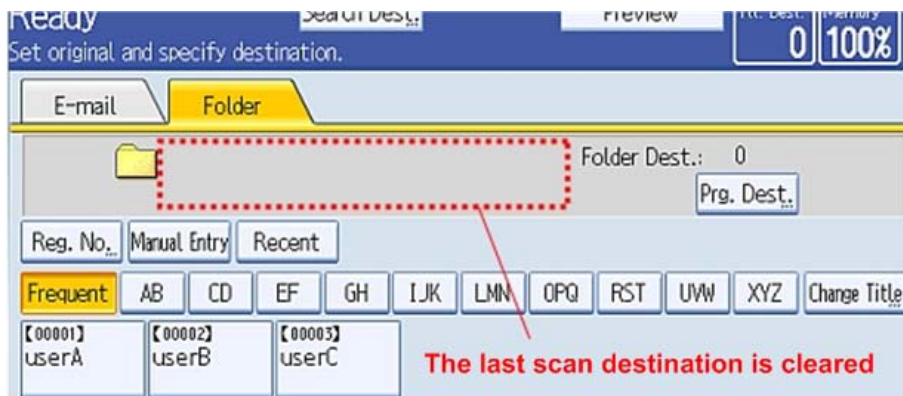 Ready
Search Dest.
Preview
Memory
Set original and specify destination.
0
100%
E-mail
Folder
Folder Dest.: 0
Prg. Dest.
Reg. No.
Manual Entry
Recent
Frequent
AB
CD
EF
GH
IJK
LMN
OPQ
RST
UVW
XYZ
Change Title
【00001】
userA
【00002】
userB
【00003】
userC
The last scan destination is cleared